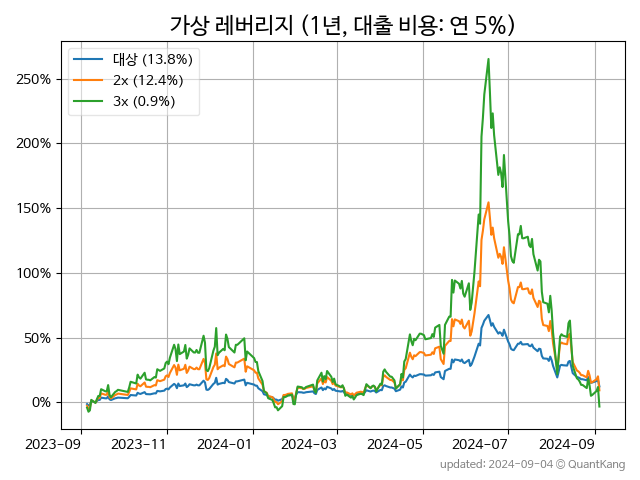 가상 레버리지 (1년, 대출 비용: 연 5%)
대상 (13.8%)
2x (12.4%)
3x (0.9%)
250%
200%
150%
100%
50%
0%
2023-09
2023-11
2024-01
2024-03
2024-05
2024-07
2024-09
updated: 2024-09-04 © QuantKang